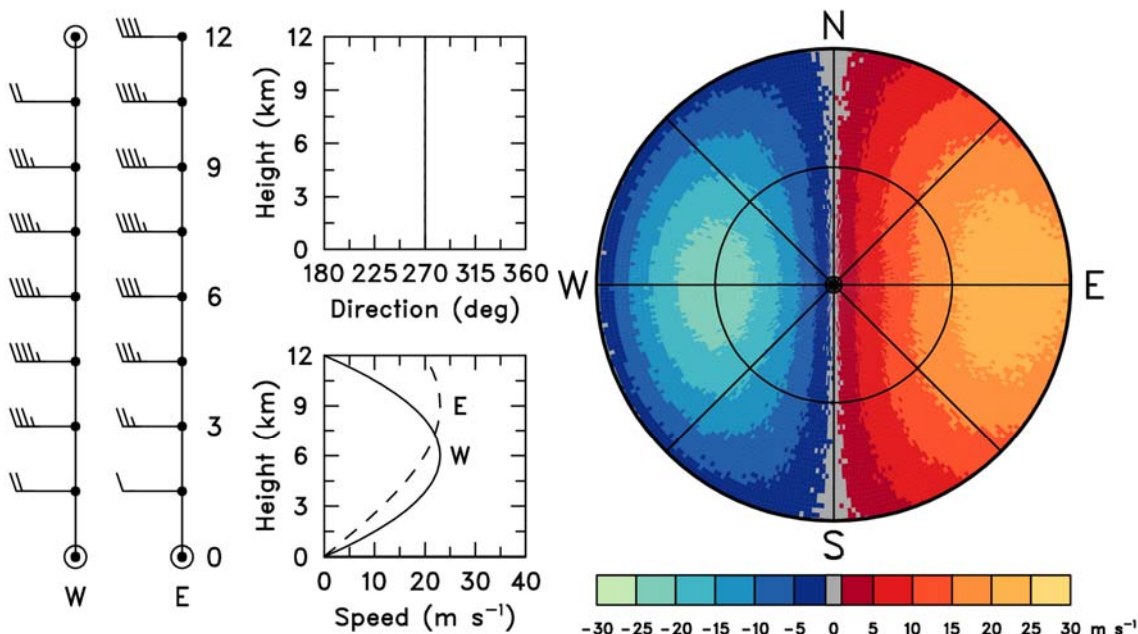 12
9
6
3
0
W
E
Height (km)
12
9
6
3
0
180 225 270 315 360
Direction (deg)
Height (km)
12
9
6
3
0
E
W
0 10 20 30 40
Speed (m s⁻¹)
N
W
E
S
-30 -25 -20 -15 -10 -5 0 5 10 15 20 25 30 m s⁻¹